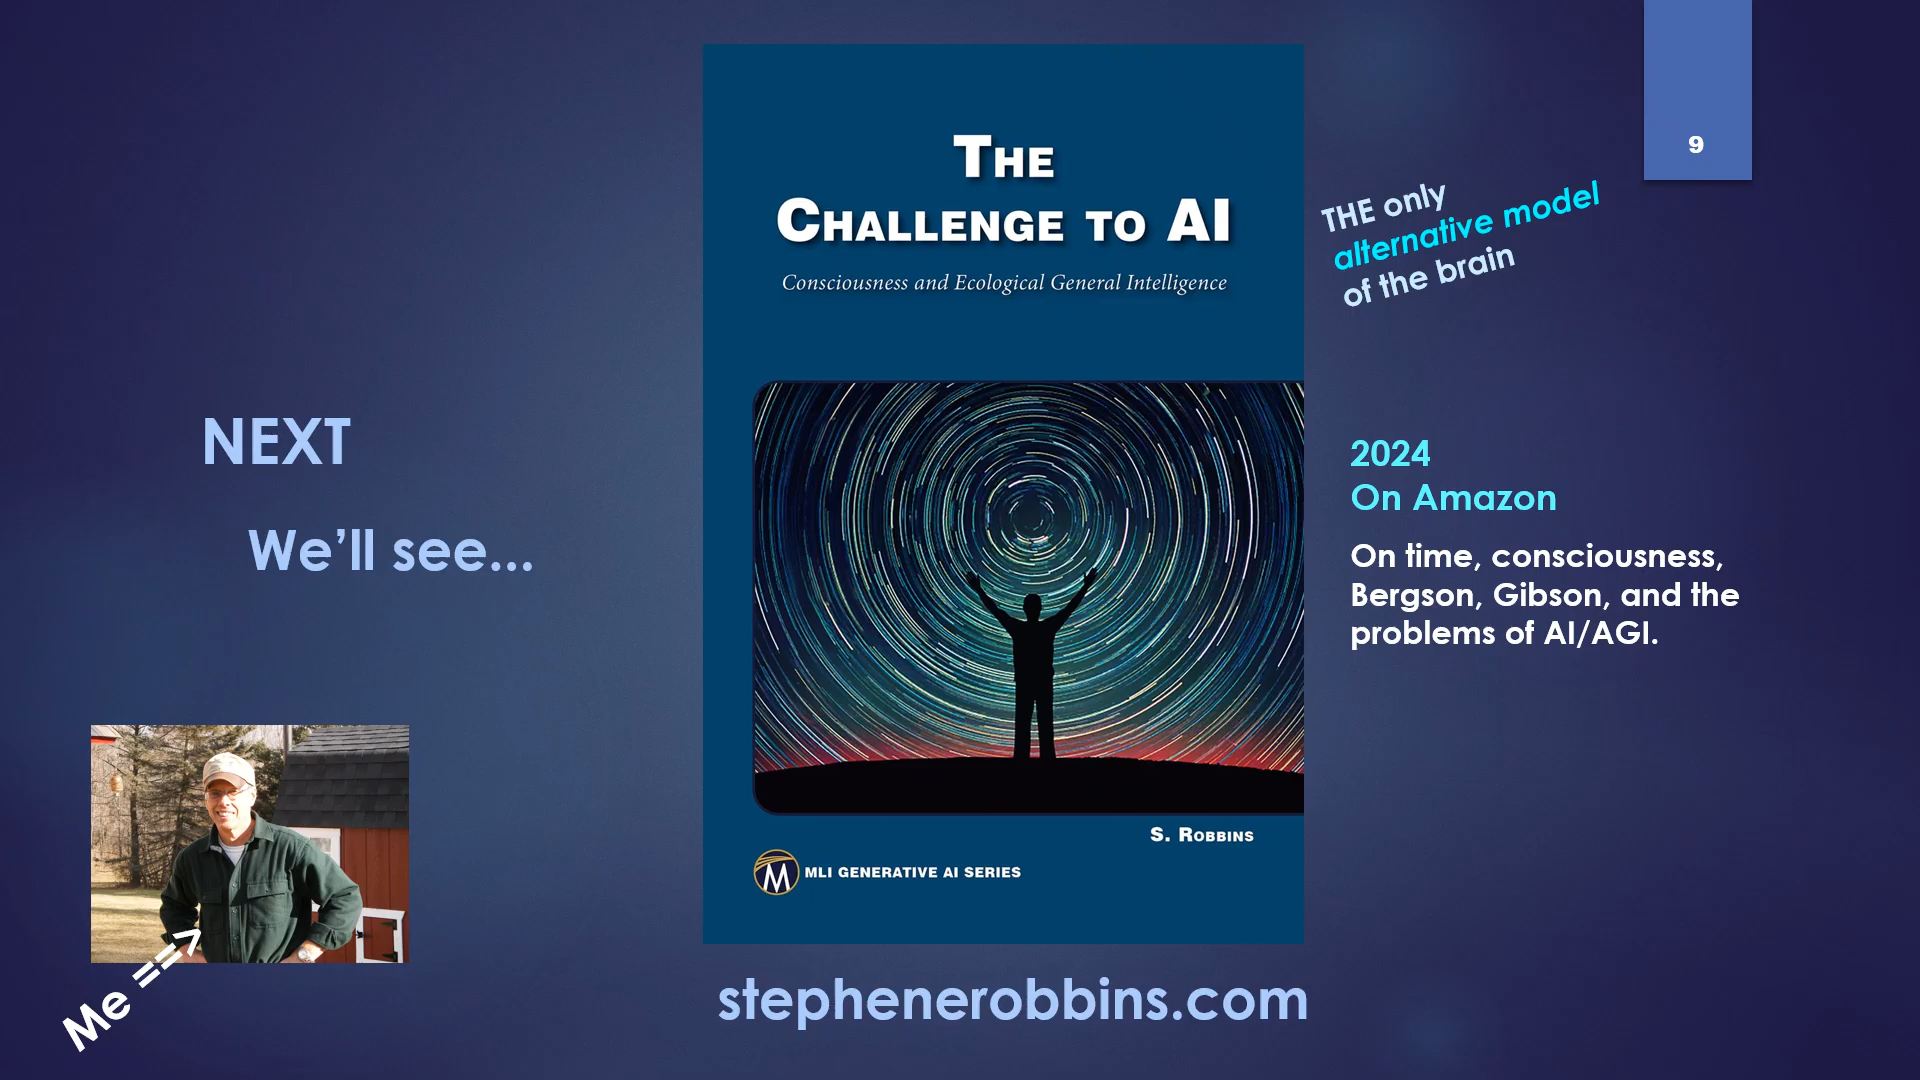 9
The
Challenge to AI
Consciousness and Ecological General Intelligence
THE only
alternative model
of the brain
NEXT
We’ll see...
2024
On Amazon
On time, consciousness,
Bergson, Gibson, and the
problems of AI/AGI.
S. Robbins
M MLI GENERATIVE AI SERIES
Me ==>
stephenerobbins.com